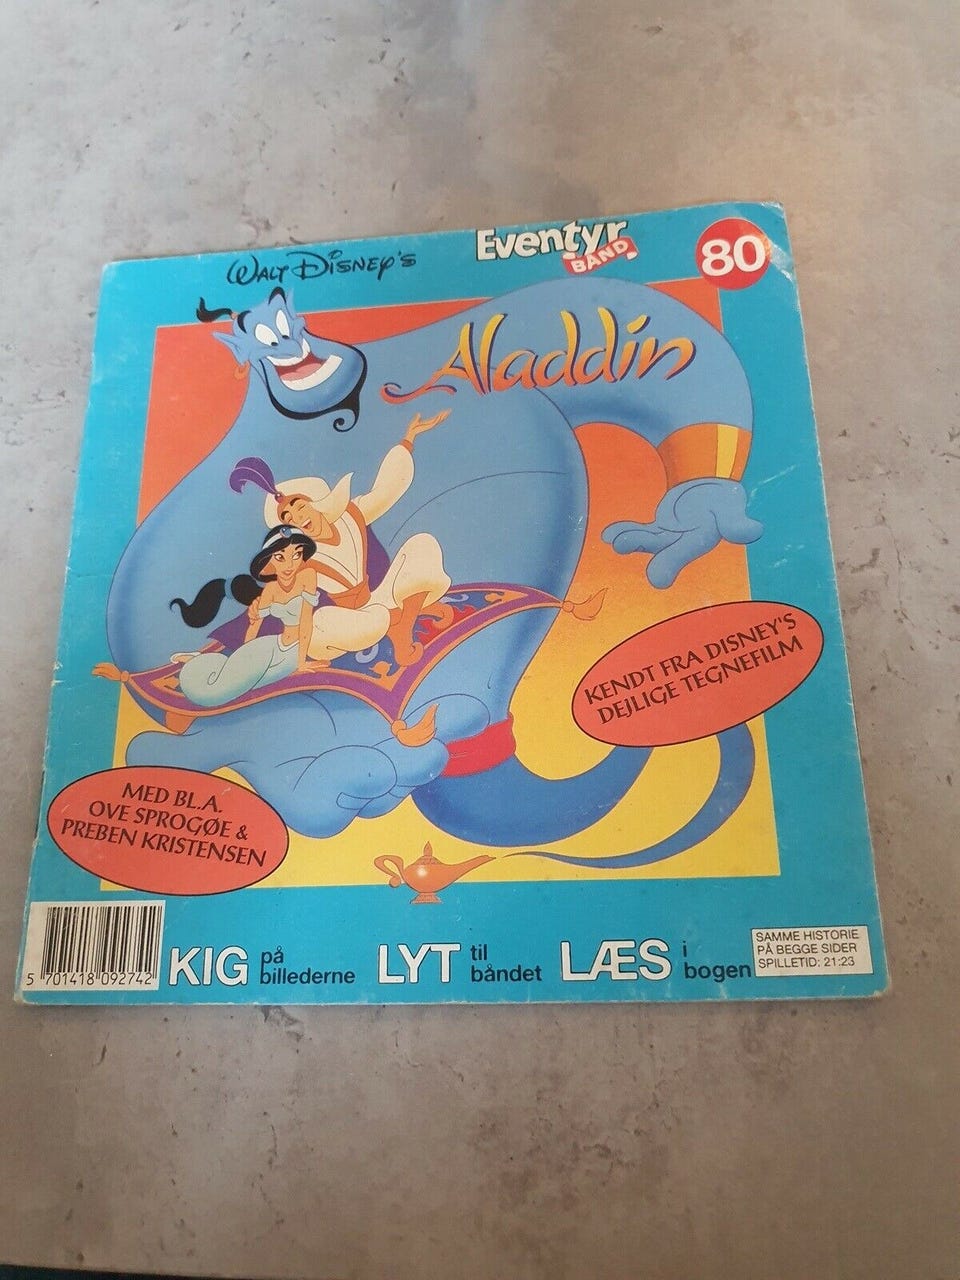 WALT DISNEY'S
Eventyr
BÅND
80
Aladdin
KENDT FRA DISNEY'S
DEJLIGE TEGNEFILM
MED BL.A.
OVE SPROGØE &
PREBEN KRISTENSEN
5 701418 092742
KIG på
billederne
LYT til
båndet
LÆS i
bogen
SAMME HISTORIE
PÅ BEGGE SIDER
SPILLETID: 21:23